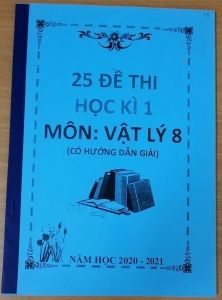 25 ĐỀ THI
HỌC KÌ 1
MÔN: VẬT LÝ 8
(CÓ HƯỚNG DẪN GIẢI)
NĂM HỌC 2020 - 2021